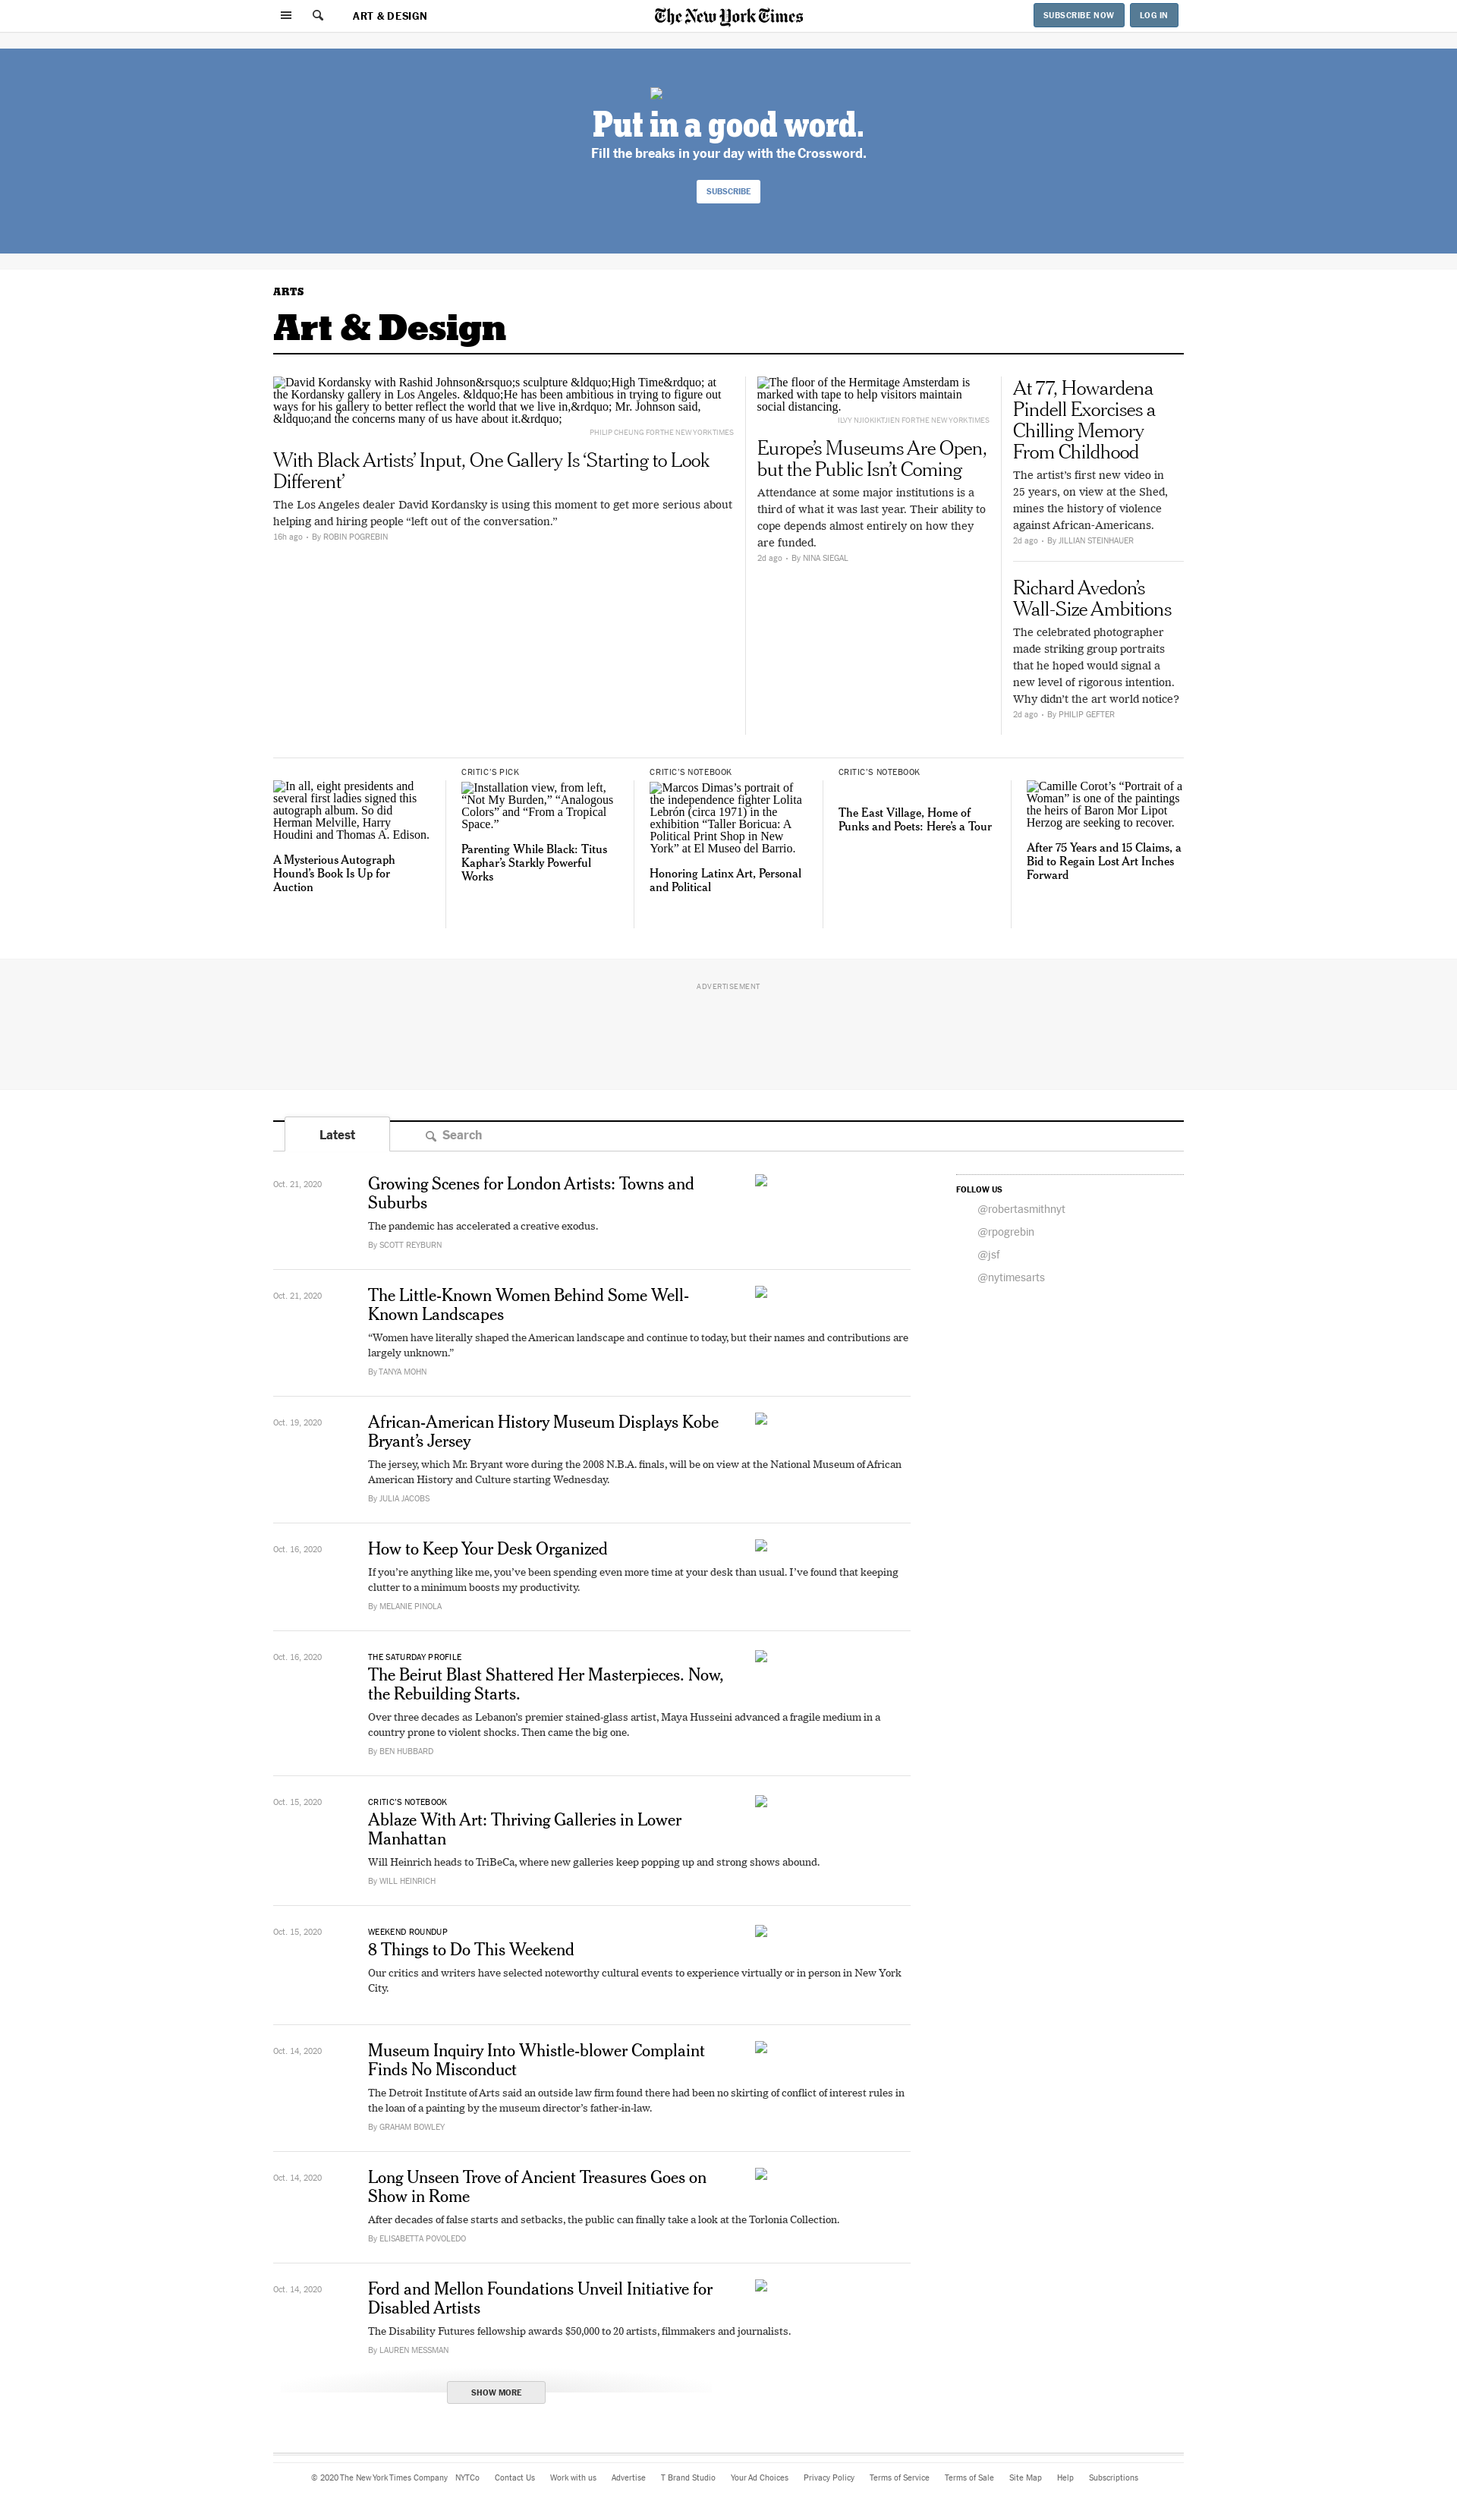 ART & DESIGN
The New York Times
SUBSCRIBE NOW
LOG IN
Put in a good word.
Fill the breaks in your day with the Crossword.
SUBSCRIBE
ARTS
Art & Design
David Kordansky with Rashid Johnson&rsquo;s sculpture &ldquo;High Time&rdquo; at
the Kordansky gallery in Los Angeles. &ldquo;He has been ambitious in trying to figure out
ways for his gallery to better reflect the world that we live in,&rdquo; Mr. Johnson said,
&ldquo;and the concerns many of us have about it.&rdquo;
PHILIP CHEUNG FOR THE NEW YORK TIMES
With Black Artists’ Input, One Gallery Is ‘Starting to Look
Different’
The Los Angeles dealer David Kordansky is using this moment to get more serious about
helping and hiring people “left out of the conversation.”
16h ago • By ROBIN POGREBIN
The floor of the Hermitage Amsterdam is
marked with tape to help visitors maintain
social distancing.
ILVY NJIOKIKTJIEN FOR THE NEW YORK TIMES
Europe’s Museums Are Open,
but the Public Isn’t Coming
Attendance at some major institutions is a
third of what it was last year. Their ability to
cope depends almost entirely on how they
are funded.
2d ago • By NINA SIEGAL
At 77, Howardena
Pindell Exorcises a
Chilling Memory
From Childhood
The artist’s first new video in
25 years, on view at the Shed,
mines the history of violence
against African-Americans.
2d ago • By JILLIAN STEINHAUER
Richard Avedon’s
Wall-Size Ambitions
The celebrated photographer
made striking group portraits
that he hoped would signal a
new level of rigorous intention.
Why didn’t the art world notice?
2d ago • By PHILIP GEFTER
In all, eight presidents and
several first ladies signed this
autograph album. So did
Herman Melville, Harry
Houdini and Thomas A. Edison.
A Mysterious Autograph
Hound’s Book Is Up for
Auction
CRITIC’S PICK
Installation view, from left,
“Not My Burden,” “Analogous
Colors” and “From a Tropical
Space.”
Parenting While Black: Titus
Kaphar’s Starkly Powerful
Works
CRITIC’S NOTEBOOK
Marcos Dimas’s portrait of
the independence fighter Lolita
Lebrón (circa 1971) in the
exhibition “Taller Boricua: A
Political Print Shop in New
York” at El Museo del Barrio.
Honoring Latinx Art, Personal
and Political
CRITIC’S NOTEBOOK
The East Village, Home of
Punks and Poets: Here’s a Tour
Camille Corot’s “Portrait of a
Woman” is one of the paintings
the heirs of Baron Mor Lipot
Herzog are seeking to recover.
After 75 Years and 15 Claims, a
Bid to Regain Lost Art Inches
Forward
ADVERTISEMENT
Latest
Search
Oct. 21, 2020
Growing Scenes for London Artists: Towns and
Suburbs
The pandemic has accelerated a creative exodus.
By SCOTT REYBURN
FOLLOW US
@robertasmithnyt
@rpogrebin
@jsf
@nytimesarts
Oct. 21, 2020
The Little-Known Women Behind Some Well-
Known Landscapes
“Women have literally shaped the American landscape and continue to today, but their names and contributions are
largely unknown.”
By TANYA MOHN
Oct. 19, 2020
African-American History Museum Displays Kobe
Bryant’s Jersey
The jersey, which Mr. Bryant wore during the 2008 N.B.A. finals, will be on view at the National Museum of African
American History and Culture starting Wednesday.
By JULIA JACOBS
Oct. 16, 2020
How to Keep Your Desk Organized
If you’re anything like me, you’ve been spending even more time at your desk than usual. I’ve found that keeping
clutter to a minimum boosts my productivity.
By MELANIE PINOLA
Oct. 16, 2020
THE SATURDAY PROFILE
The Beirut Blast Shattered Her Masterpieces. Now,
the Rebuilding Starts.
Over three decades as Lebanon’s premier stained-glass artist, Maya Husseini advanced a fragile medium in a
country prone to violent shocks. Then came the big one.
By BEN HUBBARD
Oct. 15, 2020
CRITIC’S NOTEBOOK
Ablaze With Art: Thriving Galleries in Lower
Manhattan
Will Heinrich heads to TriBeCa, where new galleries keep popping up and strong shows abound.
By WILL HEINRICH
Oct. 15, 2020
WEEKEND ROUNDUP
8 Things to Do This Weekend
Our critics and writers have selected noteworthy cultural events to experience virtually or in person in New York
City.
Oct. 14, 2020
Museum Inquiry Into Whistle-blower Complaint
Finds No Misconduct
The Detroit Institute of Arts said an outside law firm found there had been no skirting of conflict of interest rules in
the loan of a painting by the museum director’s father-in-law.
By GRAHAM BOWLEY
Oct. 14, 2020
Long Unseen Trove of Ancient Treasures Goes on
Show in Rome
After decades of false starts and setbacks, the public can finally take a look at the Torlonia Collection.
By ELISABETTA POVOLEDO
Oct. 14, 2020
Ford and Mellon Foundations Unveil Initiative for
Disabled Artists
The Disability Futures fellowship awards $50,000 to 20 artists, filmmakers and journalists.
By LAUREN MESSMAN
SHOW MORE
© 2020 The New York Times Company NYTCo Contact Us Work with us Advertise T Brand Studio Your Ad Choices Privacy Policy Terms of Service Terms of Sale Site Map Help Subscriptions